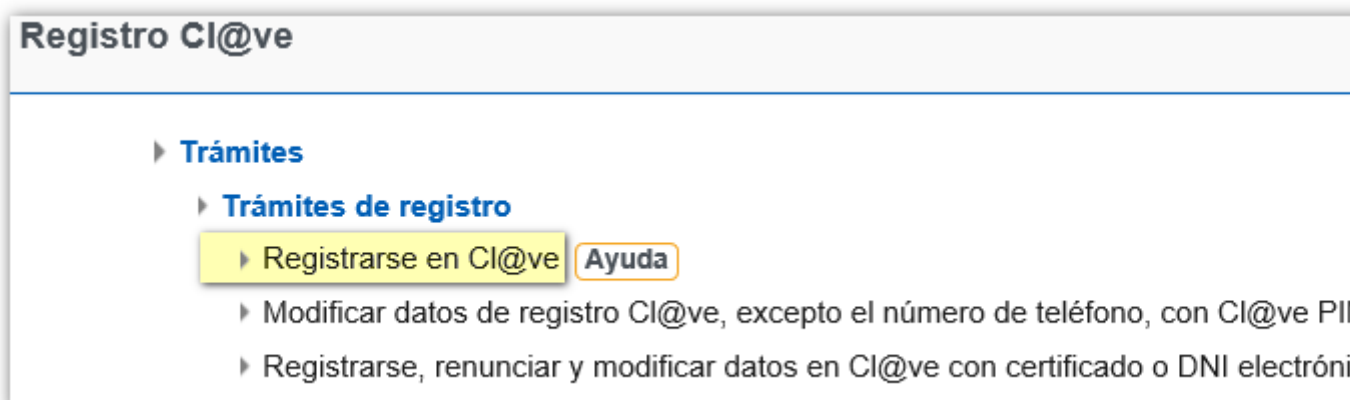 Registro Cl@ve
Trámites
Trámites de registro
Registrarse en Cl@ve Ayuda
Modificar datos de registro Cl@ve, excepto el número de teléfono, con Cl@ve
Registrarse, renunciar y modificar datos en Cl@ve con certificado o DNI